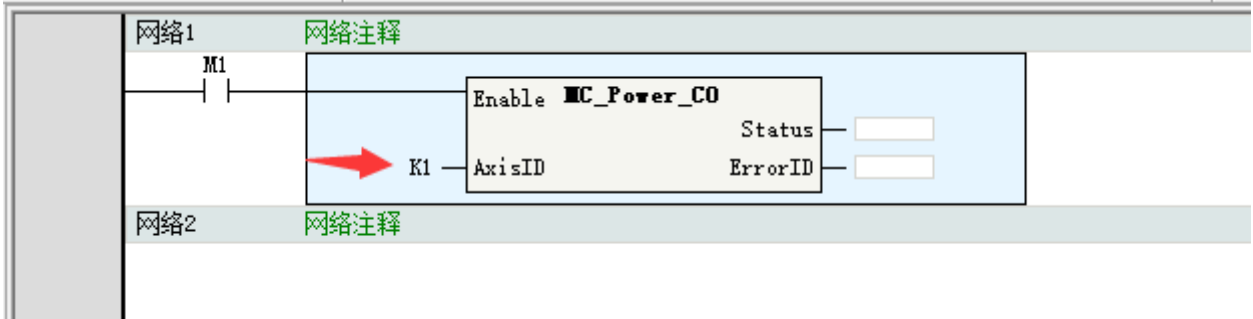 网络1 网络注释
M1
Enable MC_Power_CO
Status
K1 AxisID ErrorID
网络2 网络注释